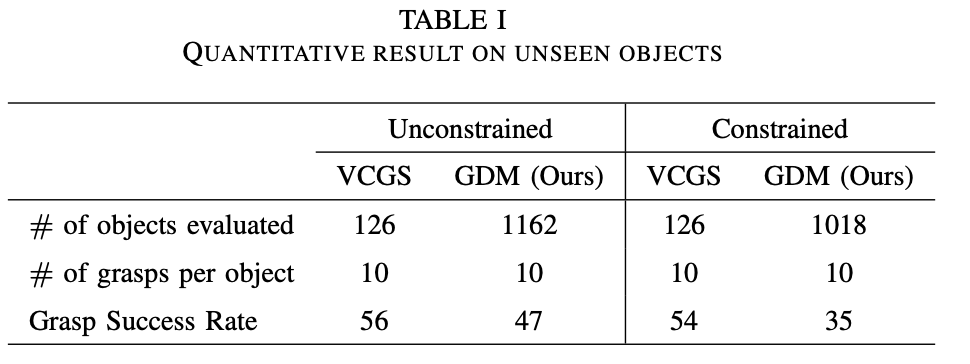 TABLE I
QUANTITATIVE RESULT ON UNSEEN OBJECTS
Unconstrained Constrained
VCGS GDM (Ours) VCGS GDM (Ours)
# of objects evaluated 126 1162 126 1018
# of grasps per object 10 10 10 10
Grasp Success Rate 56 47 54 35